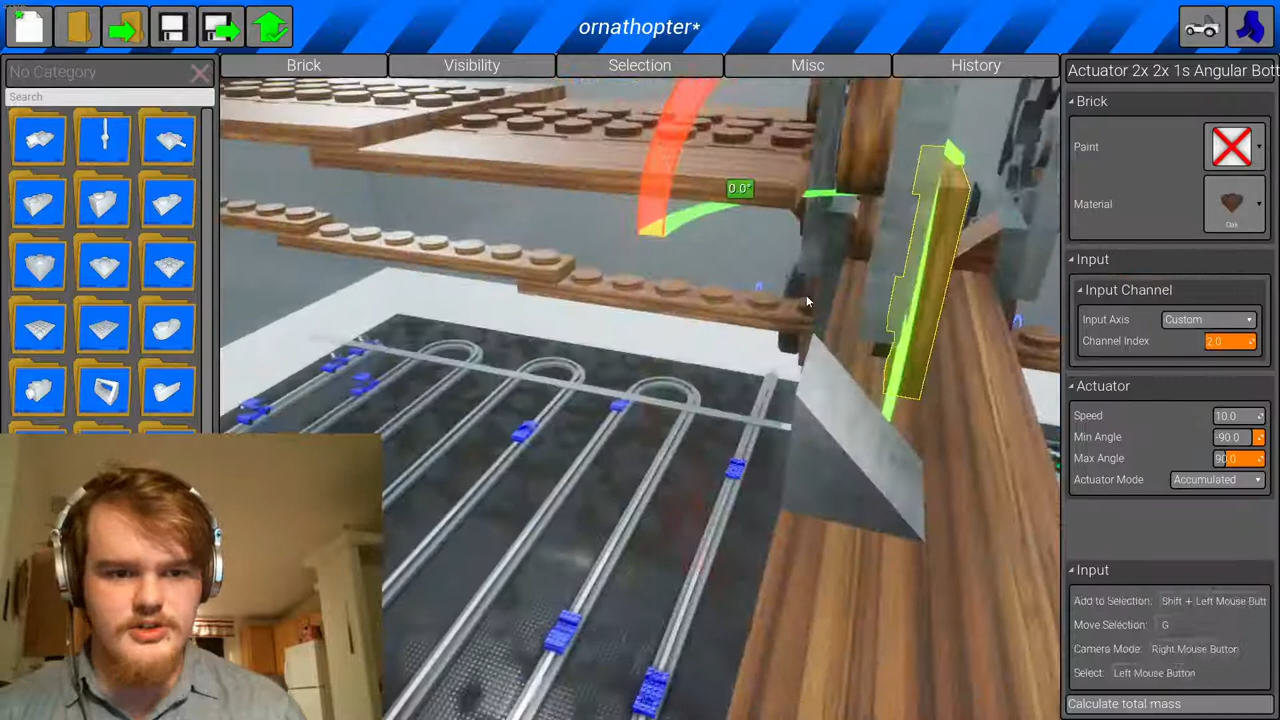 ornathopter*
No Category
Search
Brick
Visibility
Selection
Misc
History
0.0°
Actuator 2x 2x 1s Angular Bott
Brick
Paint
Material
Oak
Input
Input Channel
Input Axis
Custom
Channel Index
2.0
Actuator
Speed
10.0
Min Angle
-90.0
Max Angle
90.0
Actuator Mode
Accumulated
Input
Add to Selection:
Shift + Left Mouse Butt
Move Selection:
G
Camera Mode:
Right Mouse Button
Select:
Left Mouse Button
Calculate total mass